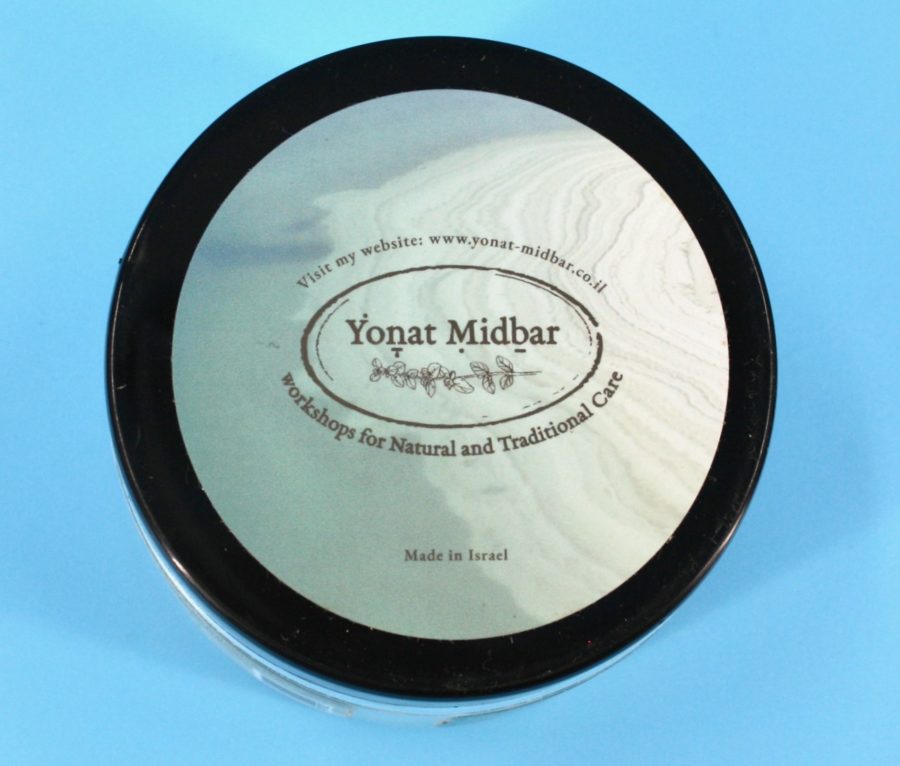 Visit my website: www.yonat-midbar.co.il
Yonat Midbar
workshops for Natural and Traditional Care
Made in Israel